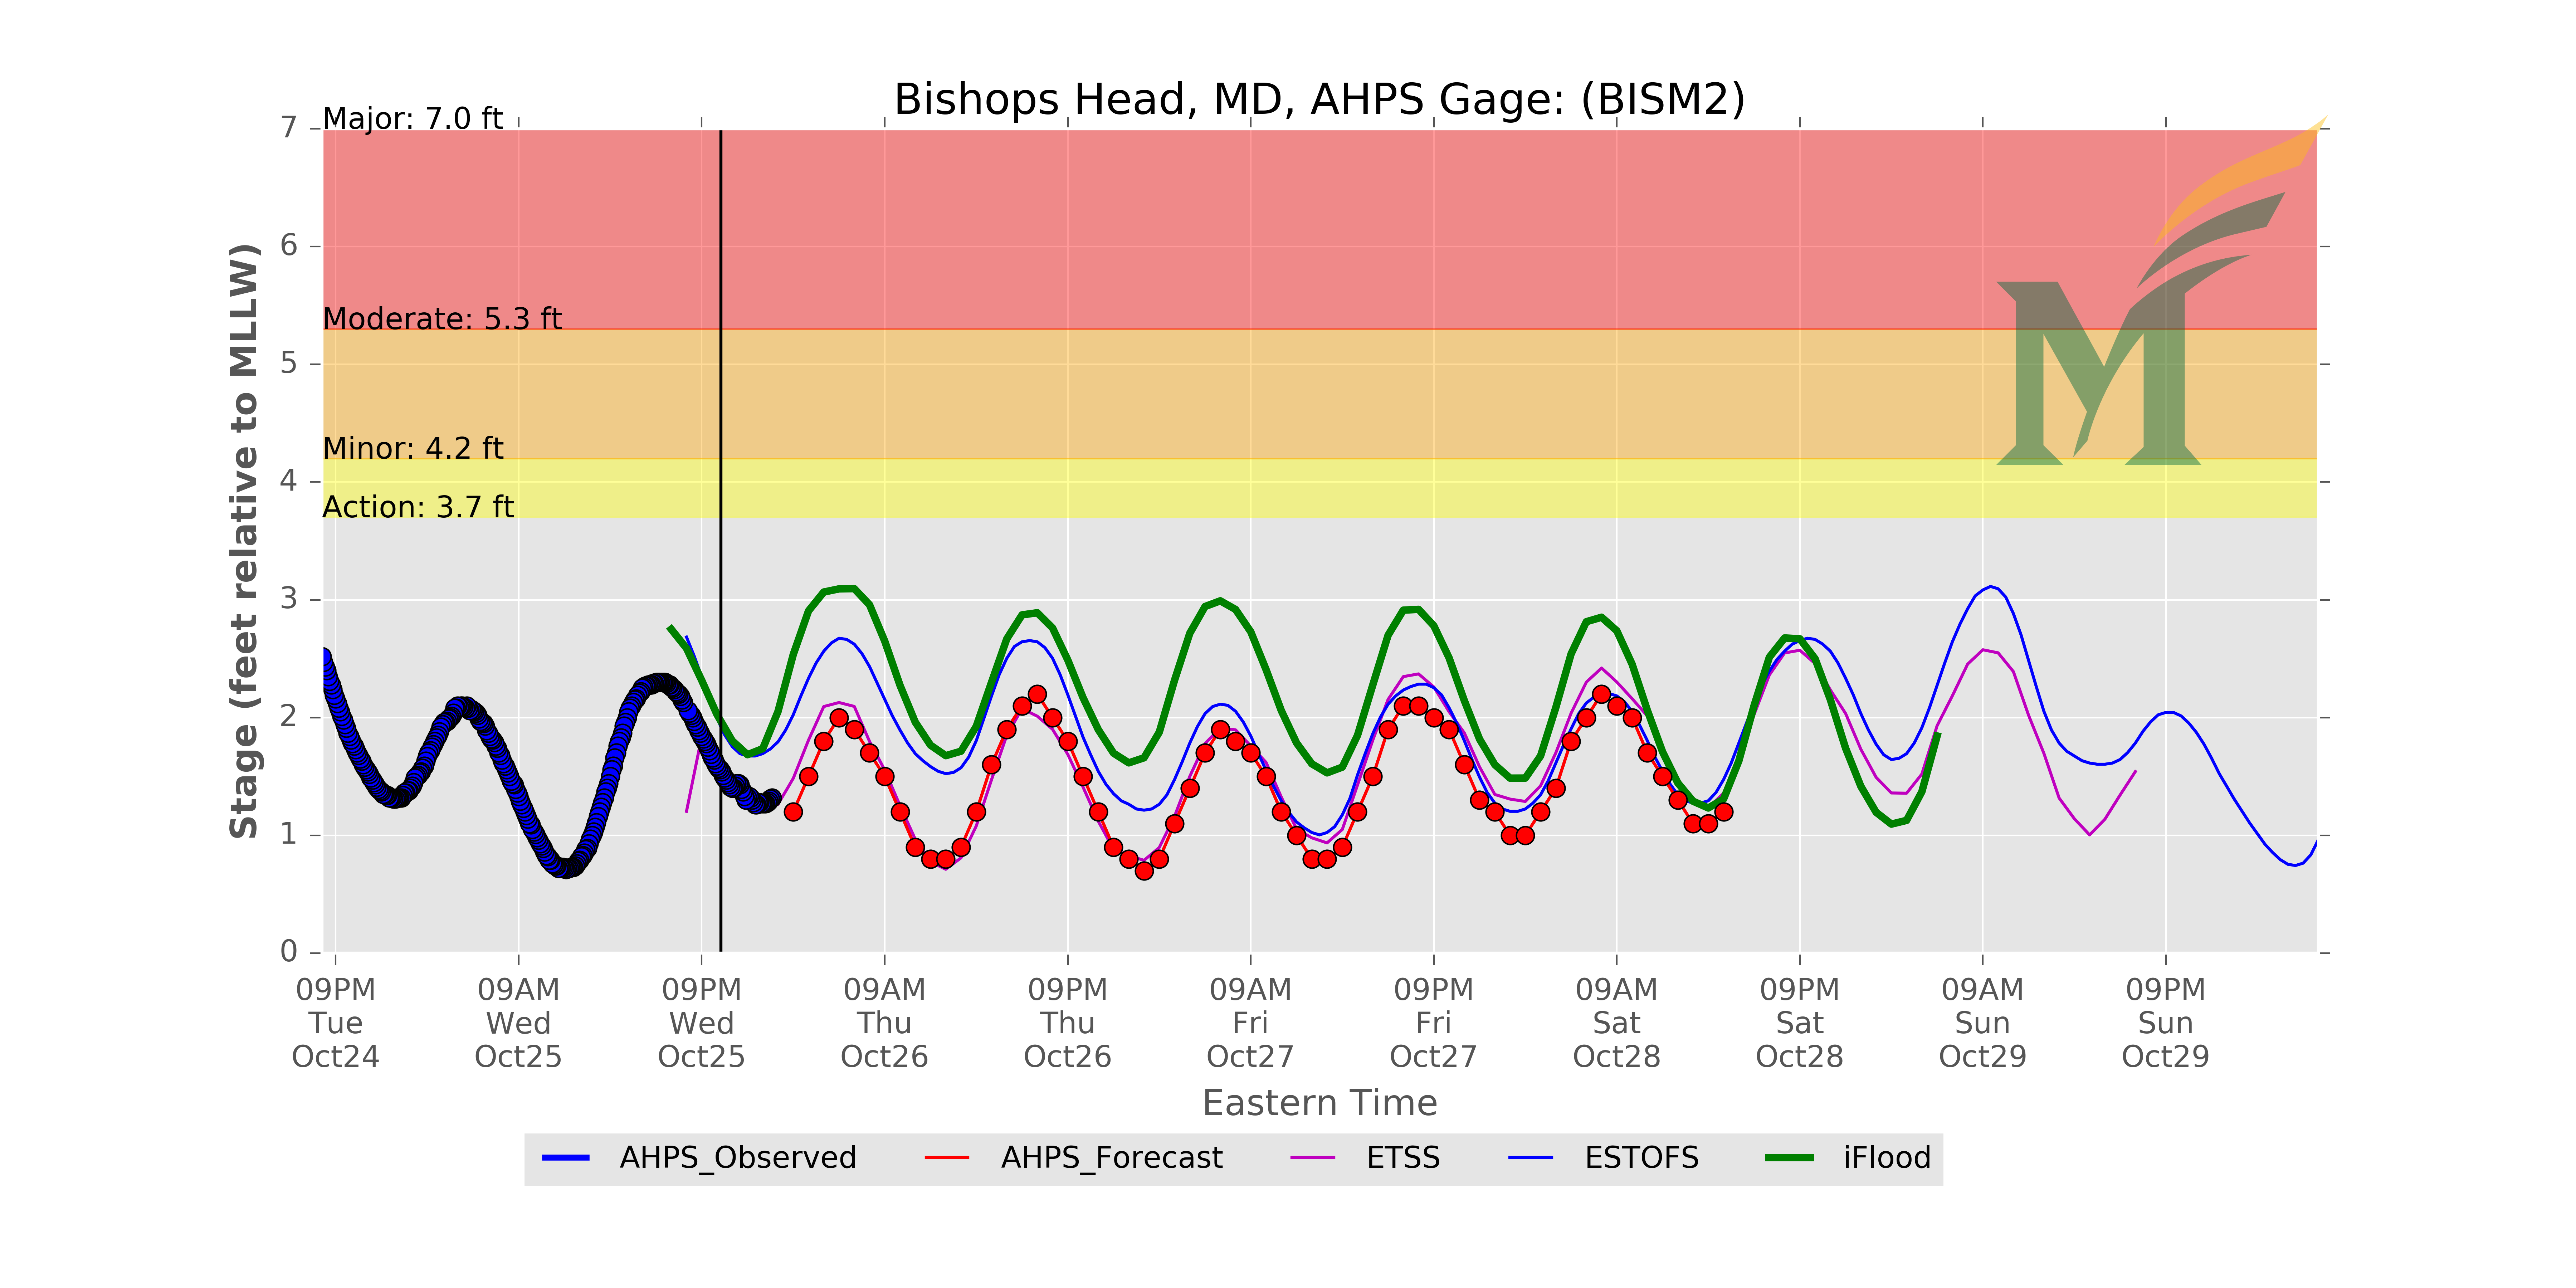 Bishops Head, MD, AHPS Gage: (BISM2)
Major: 7.0 ft
Moderate: 5.3 ft
Minor: 4.2 ft
Action: 3.7 ft
7
6
5
4
3
2
1
0
Stage (feet relative to MLLW)
09PM 09AM 09PM 09AM 09PM 09AM 09PM 09AM 09PM 09AM 09PM
Tue Wed Wed Thu Thu Fri Fri Sat Sat Sun Sun
Oct24 Oct25 Oct25 Oct26 Oct26 Oct27 Oct27 Oct28 Oct28 Oct29 Oct29
Eastern Time
AHPS_Observed AHPS_Forecast ETSS ESTOFS iFlood
M